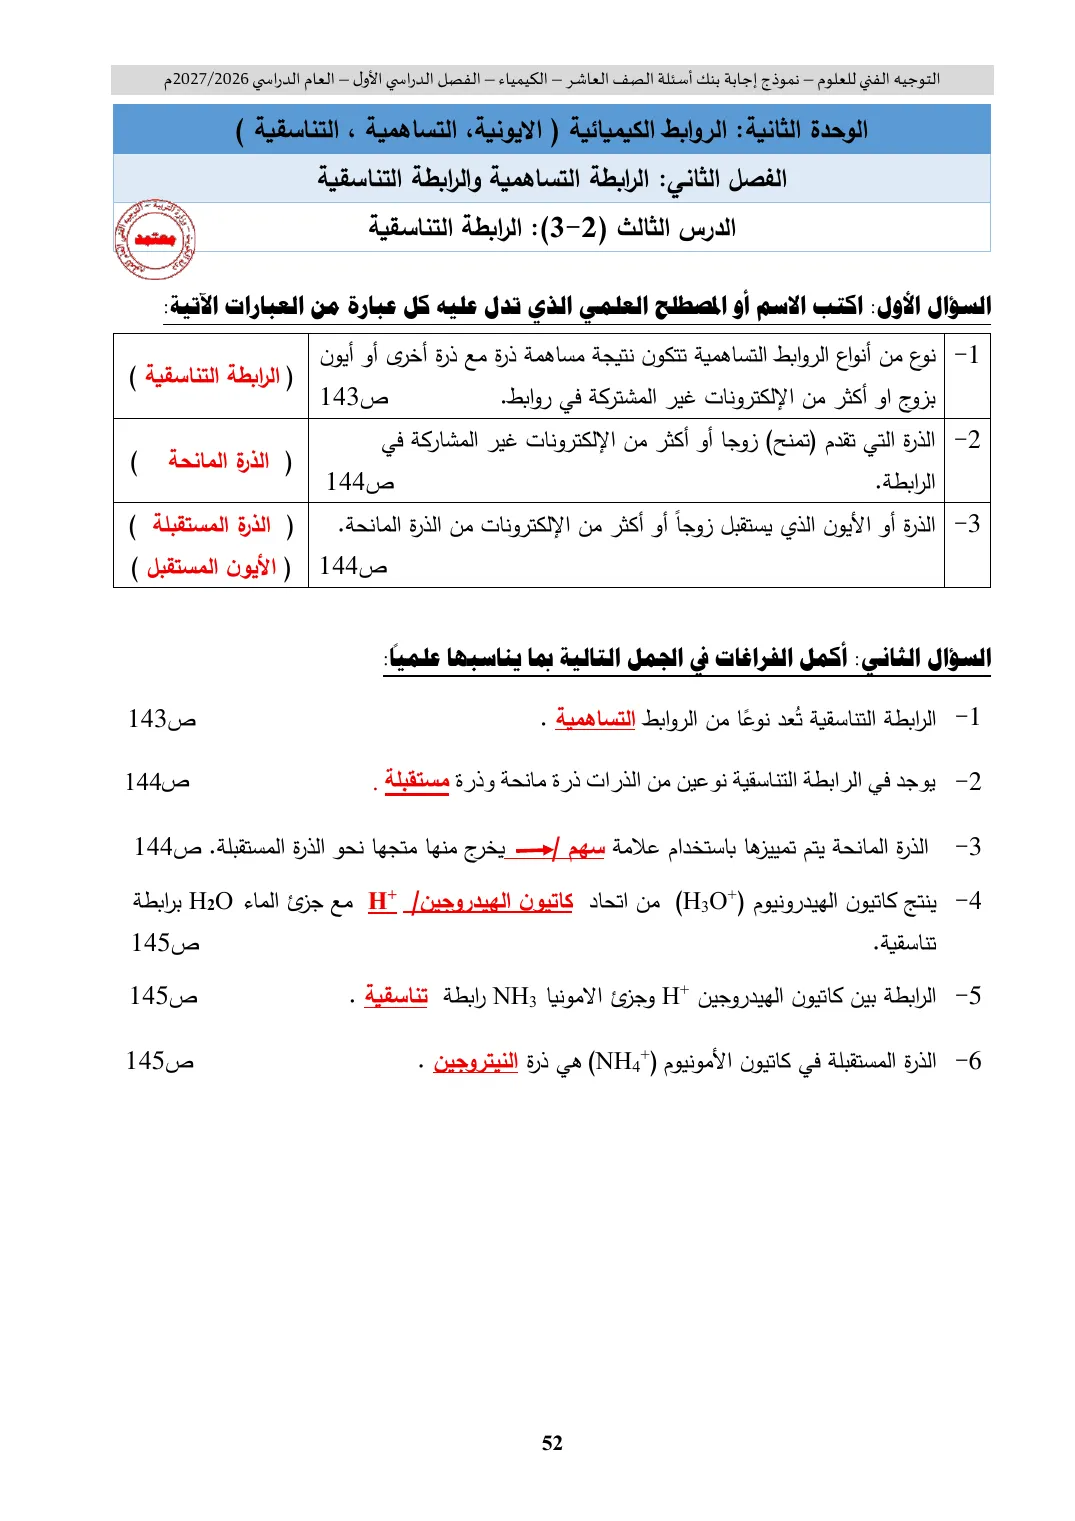 التوجيه الفني للعلوم – نموذج إجابة بنك أسئلة الصف العاشر – الكيمياء – الفصل الدراسي الأول – العام الدراسي 2027/2026م
الوحدة الثانية: الروابط الكيميائية ( الايونية، التساهمية ، التناسقية )
الفصل الثاني: الرابطة التساهمية والرابطة التناسقية
الدرس الثالث (2-3): الرابطة التناسقية
معتمد
السؤال الأول: اكتب الاسم أو المصطلح العلمي الذي تدل عليه كل عبارة من العبارات الآتية:
1- نوع من أنواع الروابط التساهمية تتكون نتيجة مساهمة ذرة مع ذرة أخرى أو أيون
بزوج او أكثر من الإلكترونات غير المشتركة في روابط. ص143
( الرابطة التناسقية )
2- الذرة التي تقدم (تمنح) زوجا أو أكثر من الإلكترونات غير المشاركة في
الرابطة. ص144
( الذرة المانحة )
3- الذرة أو الأيون الذي يستقبل زوجاً أو أكثر من الإلكترونات من الذرة المانحة.
ص144
( الذرة المستقبلة )
( الأيون المستقبل )
السؤال الثاني: أكمل الفراغات في الجمل التالية بما يناسبها علمياً:
1- الرابطة التناسقية تُعد نوعًا من الروابط التساهمية . ص143
2- يوجد في الرابطة التناسقية نوعين من الذرات ذرة مانحة وذرة مستقبلة . ص144
3- الذرة المانحة يتم تمييزها باستخدام علامة سهم /→ يخرج منها متجها نحو الذرة المستقبلة. ص144
4- ينتج كاتيون الهيدرونيوم (H₃O⁺) من اتحاد كاتيون الهيدروجين/ H⁺ مع جزئ الماء H₂O برابطة
تناسقية. ص145
5- الرابطة بين كاتيون الهيدروجين H⁺ وجزئ الامونيا NH₃ رابطة تناسقية . ص145
6- الذرة المستقبلة في كاتيون الأمونيوم (NH₄⁺) هي ذرة النيتروجين . ص145
52